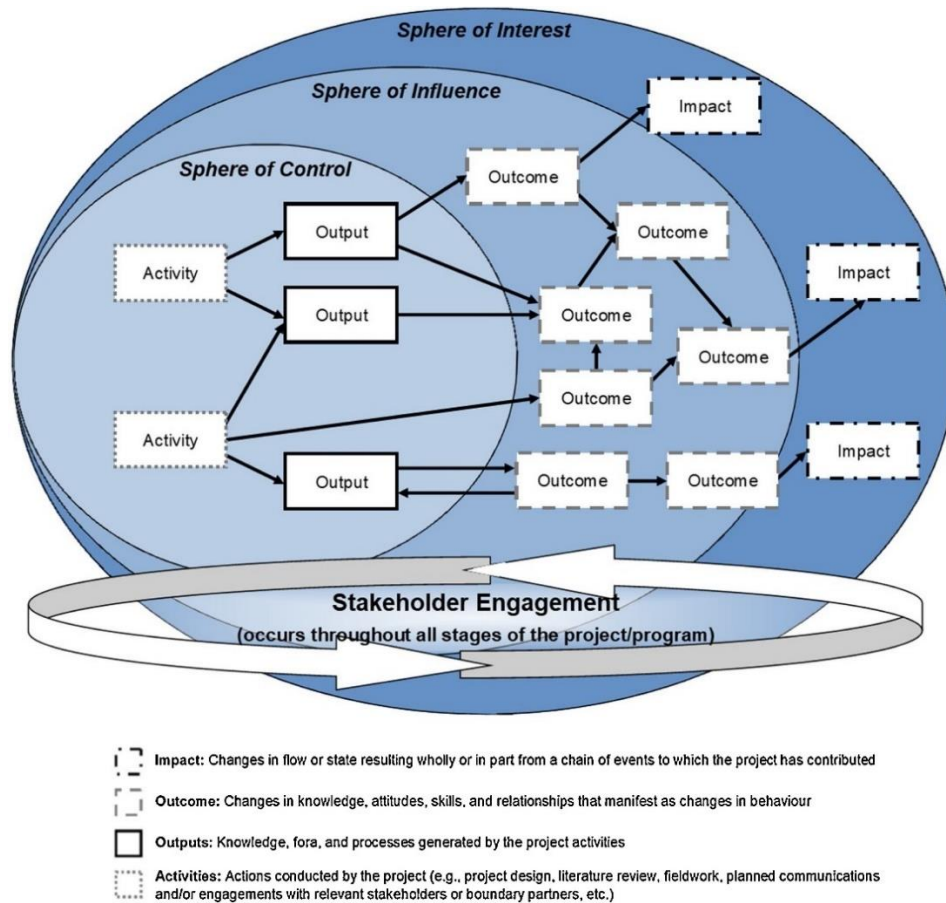 Sphere of Interest
Sphere of Influence
Impact
Sphere of Control
Outcome
Output
Outcome
Activity
Impact
Output
Outcome
Outcome
Outcome
Activity
Impact
Output
Outcome
Outcome
Stakeholder Engagement
(occurs throughout all stages of the project/program)
Impact: Changes in flow or state resulting wholly or in part from a chain of events to which the project has contributed
Outcome: Changes in knowledge, attitudes, skills, and relationships that manifest as changes in behaviour
Outputs: Knowledge, fora, and processes generated by the project activities
Activities: Actions conducted by the project (e.g., project design, literature review, fieldwork, planned communications
and/or engagements with relevant stakeholders or boundary partners, etc.)